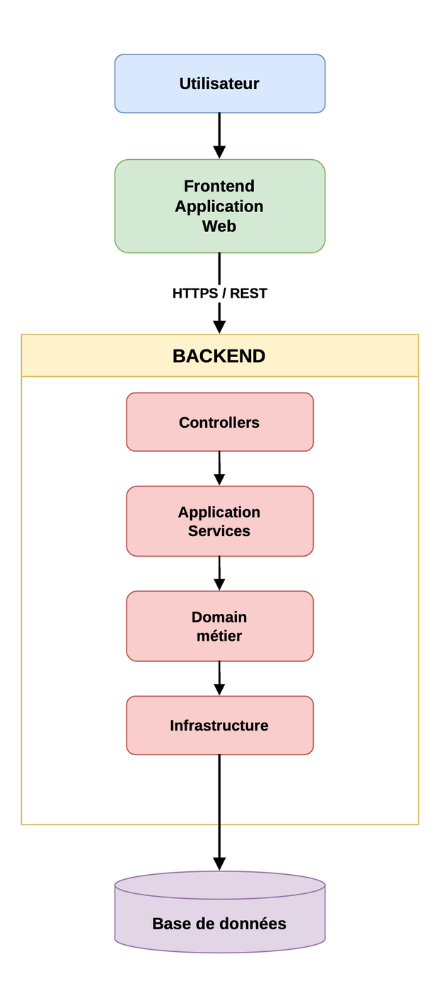 Utilisateur
Frontend
Application
Web
HTTPS / REST
BACKEND
Controllers
Application
Services
Domain
métier
Infrastructure
Base de données